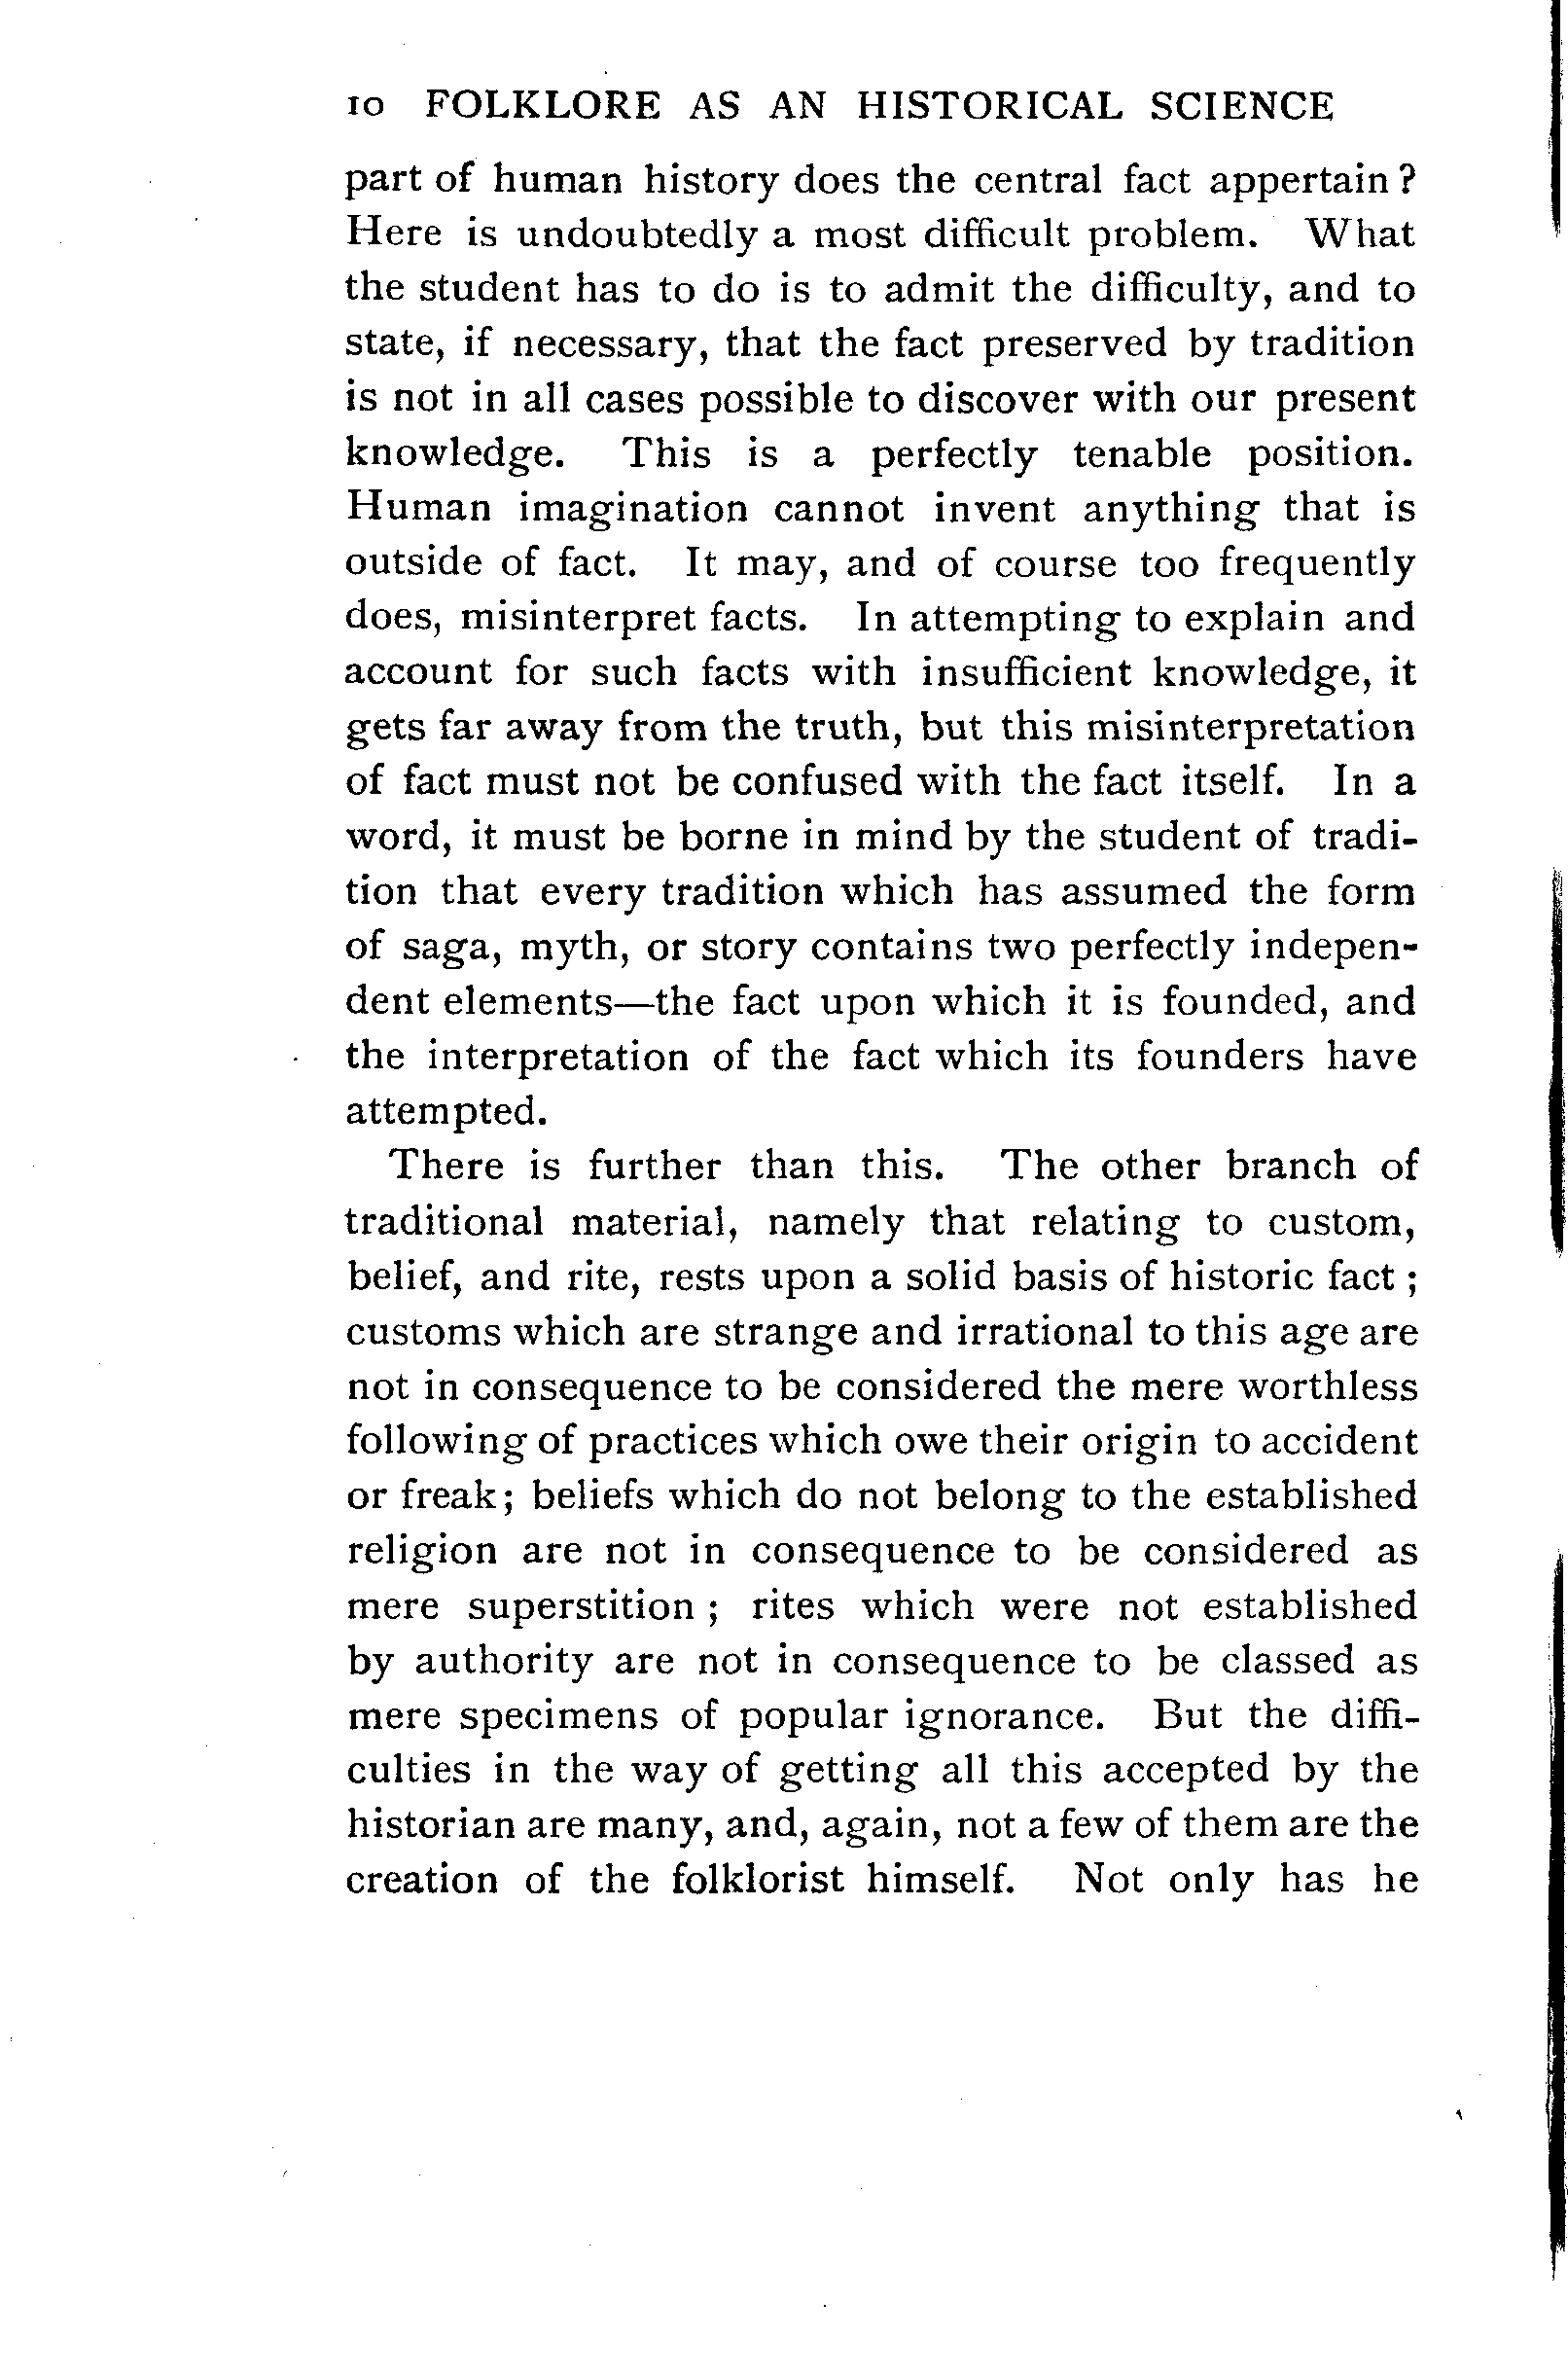 10 FOLKLORE AS AN HISTORICAL SCIENCE
part of human history does the central fact appertain?
Here is undoubtedly a most difficult problem. What
the student has to do is to admit the difficulty, and to
state, if necessary, that the fact preserved by tradition
is not in all cases possible to discover with our present
knowledge. This is a perfectly tenable position.
Human imagination cannot invent anything that is
outside of fact. It may, and of course too frequently
does, misinterpret facts. In attempting to explain and
account for such facts with insufficient knowledge, it
gets far away from the truth, but this misinterpretation
of fact must not be confused with the fact itself. In a
word, it must be borne in mind by the student of tradi-
tion that every tradition which has assumed the form
of saga, myth, or story contains two perfectly indepen-
dent elements—the fact upon which it is founded, and
the interpretation of the fact which its founders have
attempted.
There is further than this. The other branch of
traditional material, namely that relating to custom,
belief, and rite, rests upon a solid basis of historic fact;
customs which are strange and irrational to this age are
not in consequence to be considered the mere worthless
following of practices which owe their origin to accident
or freak; beliefs which do not belong to the established
religion are not in consequence to be considered as
mere superstition; rites which were not established
by authority are not in consequence to be classed as
mere specimens of popular ignorance. But the diffi-
culties in the way of getting all this accepted by the
historian are many, and, again, not a few of them are the
creation of the folklorist himself. Not only has he